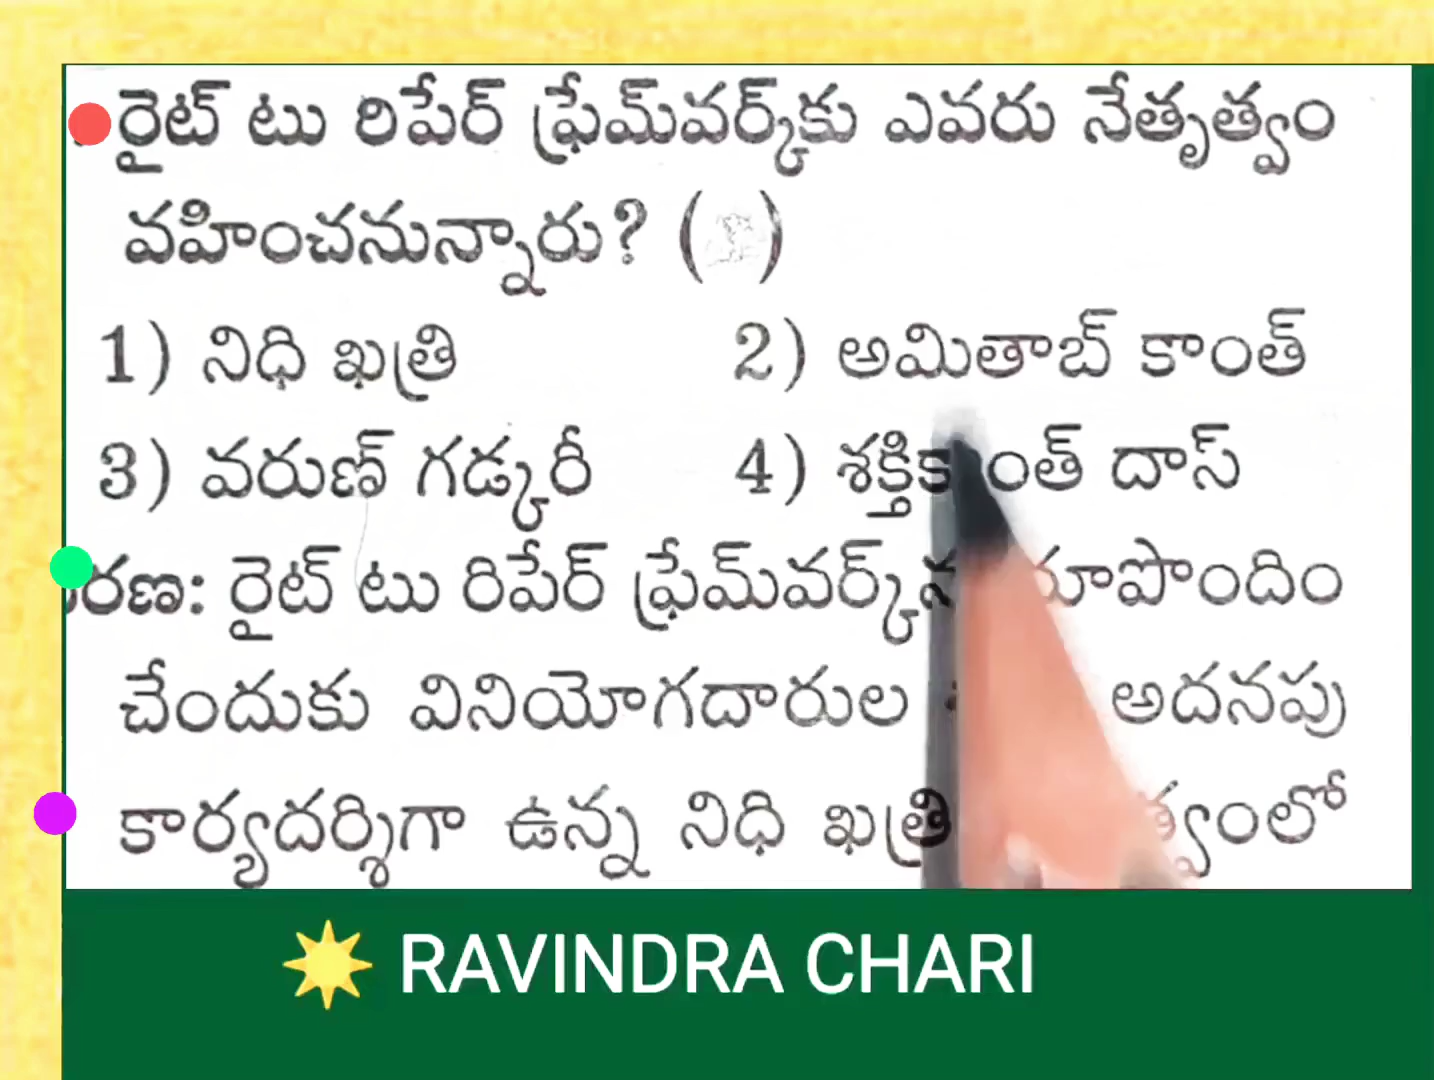 రైట్ టు రిపేర్ ఫ్రేమ్‌వర్క్‌కు ఎవరు నేతృత్వం
వహించనున్నారు? ( )
1) నిధి ఖత్రి 2) అమితాబ్ కాంత్
3) వరుణ్ గడ్కరీ 4) శక్తికాంత్ దాస్
రణ: రైట్ టు రిపేర్ ఫ్రేమ్‌వర్క్‌ను
చేందుకు వినియోగదారుల అదనపు
కార్యదర్శిగా ఉన్న నిధి ఖత్రి
RAVINDRA CHARI